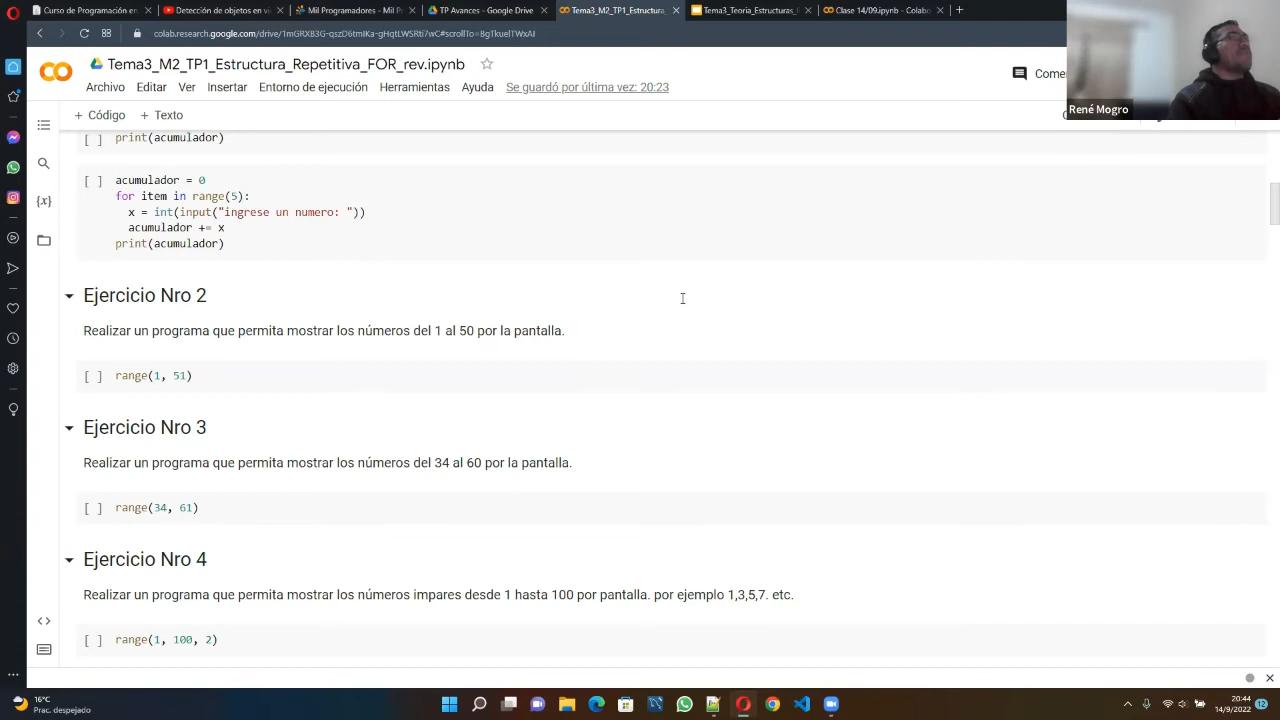 Curso de Programación en
Detección de objetos en vi
Mil Programadores - Mil P
TP Avances - Google Drive
Tema3_M2_TP1_Estructura_
Tema3_Teoría_Estructuras_
Clase 14/09.ipynb - Colabo
colab.research.google.com/drive/
Tema3_M2_TP1_Estructura_Repetitiva_FOR_rev.ipynb
Archivo Editar Ver Insertar Entorno de ejecución Herramientas Ayuda Se guardó por última vez: 20:23
Come
René Mogro
+ Código + Texto
[ ] print(acumulador)
[ ] acumulador = 0
for item in range(5):
x = int(input("ingrese un numero: "))
acumulador += x
print(acumulador)
Ejercicio Nro 2
Realizar un programa que permita mostrar los números del 1 al 50 por la pantalla.
[ ] range(1, 51)
Ejercicio Nro 3
Realizar un programa que permita mostrar los números del 34 al 60 por la pantalla.
[ ] range(34, 61)
Ejercicio Nro 4
Realizar un programa que permita mostrar los números impares desde 1 hasta 100 por pantalla. por ejemplo 1,3,5,7. etc.
[ ] range(1, 100, 2)
16°C
Prac. despejado
20:44
14/9/2022
12